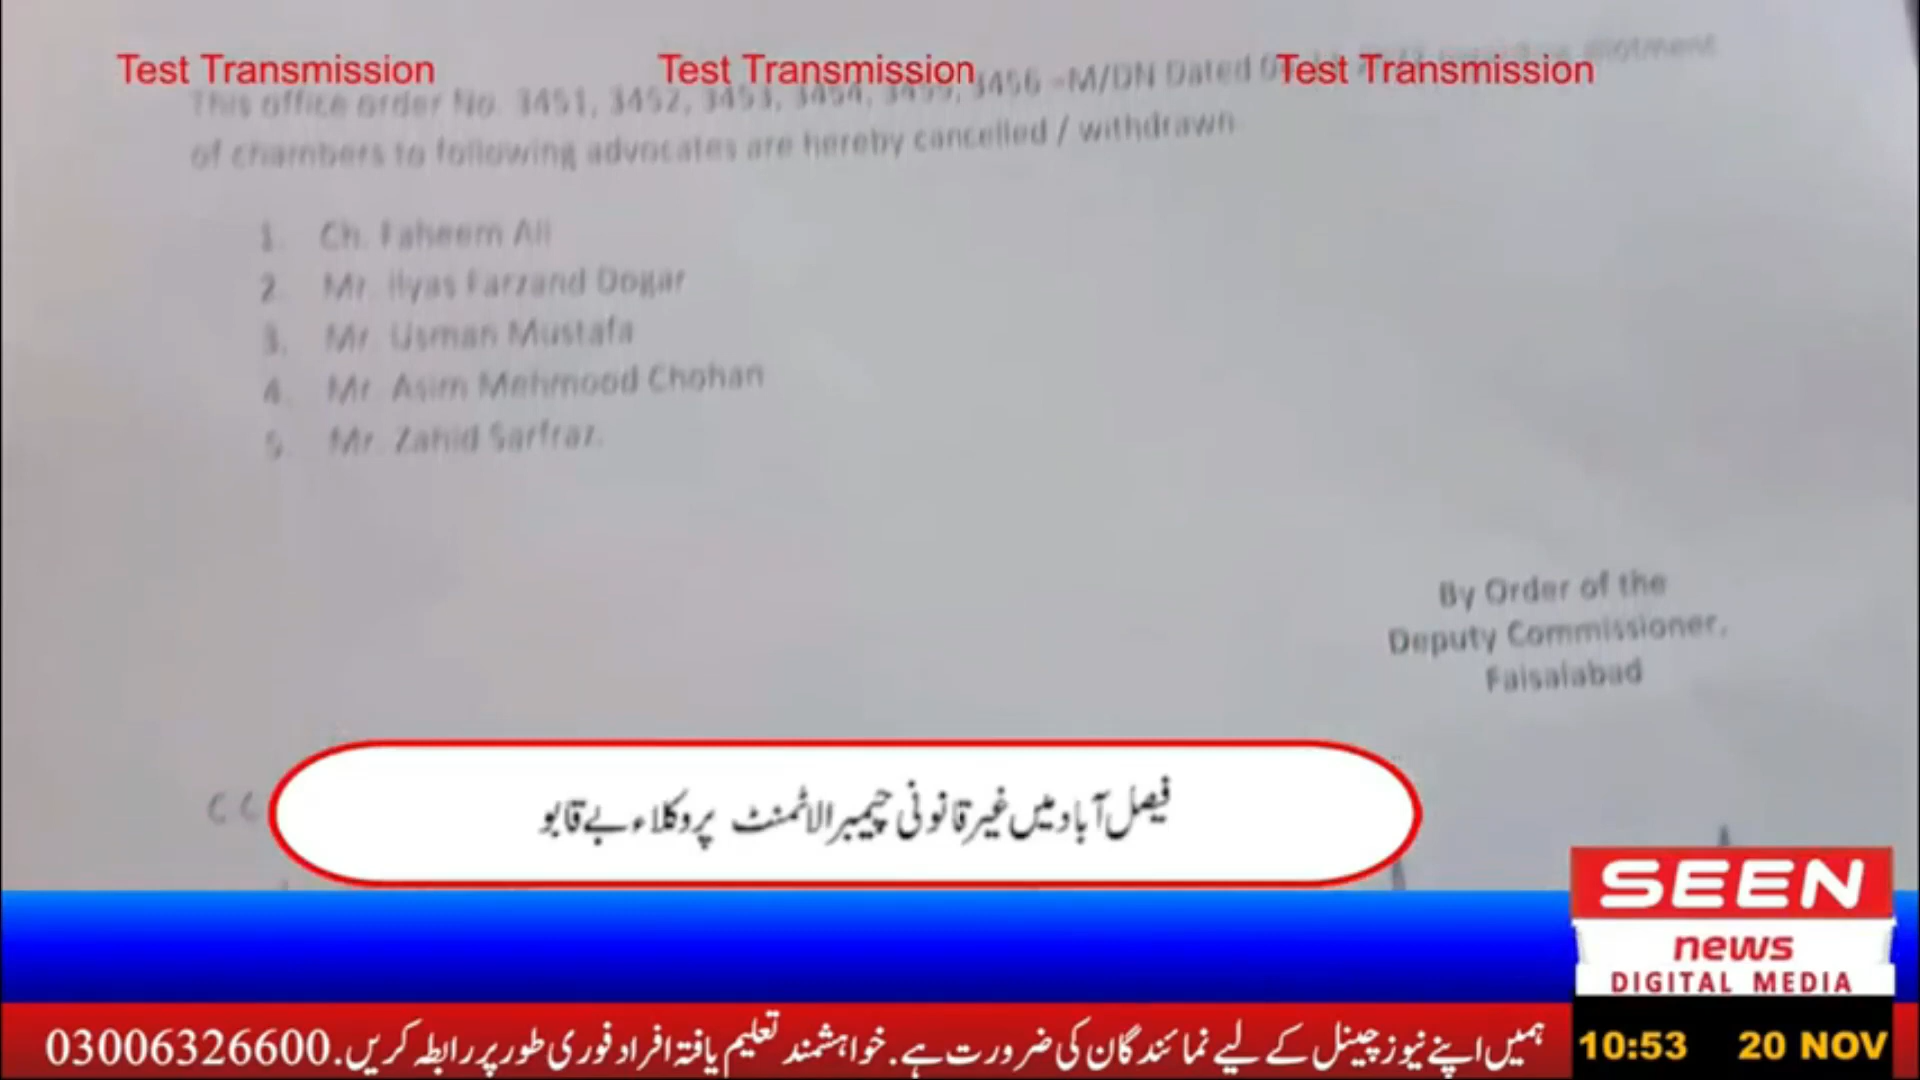 Test Transmission Test Transmission Test Transmission
This office order No. 3451, 3452, 3453, 3454, 3455, 3456 -M/DN Dated allotment
of chambers to following advocates are hereby cancelled / withdrawn
1. Ch. Faheem Ali
2. Mr. Ilyas Farzand Dogar
3. Mr. Usman Mustafa
4. Mr. Asim Mehmood Chohan
5. Mr. Zahid Sarfraz.
By Order of the
Deputy Commissioner,
Faisalabad
CC
فیصل آباد میں غیر قانونی چیمبر الاٹمنٹ پر وکلاء بے قابو
SEEN
news
DIGITAL MEDIA
ہمیں اپنے نیوز چینل کے لیے نمائندگان کی ضرورت ہے. خواہشمند تعلیم یافتہ افراد فوری طور پر رابطہ کریں. 03006326600
10:53 20 NOV